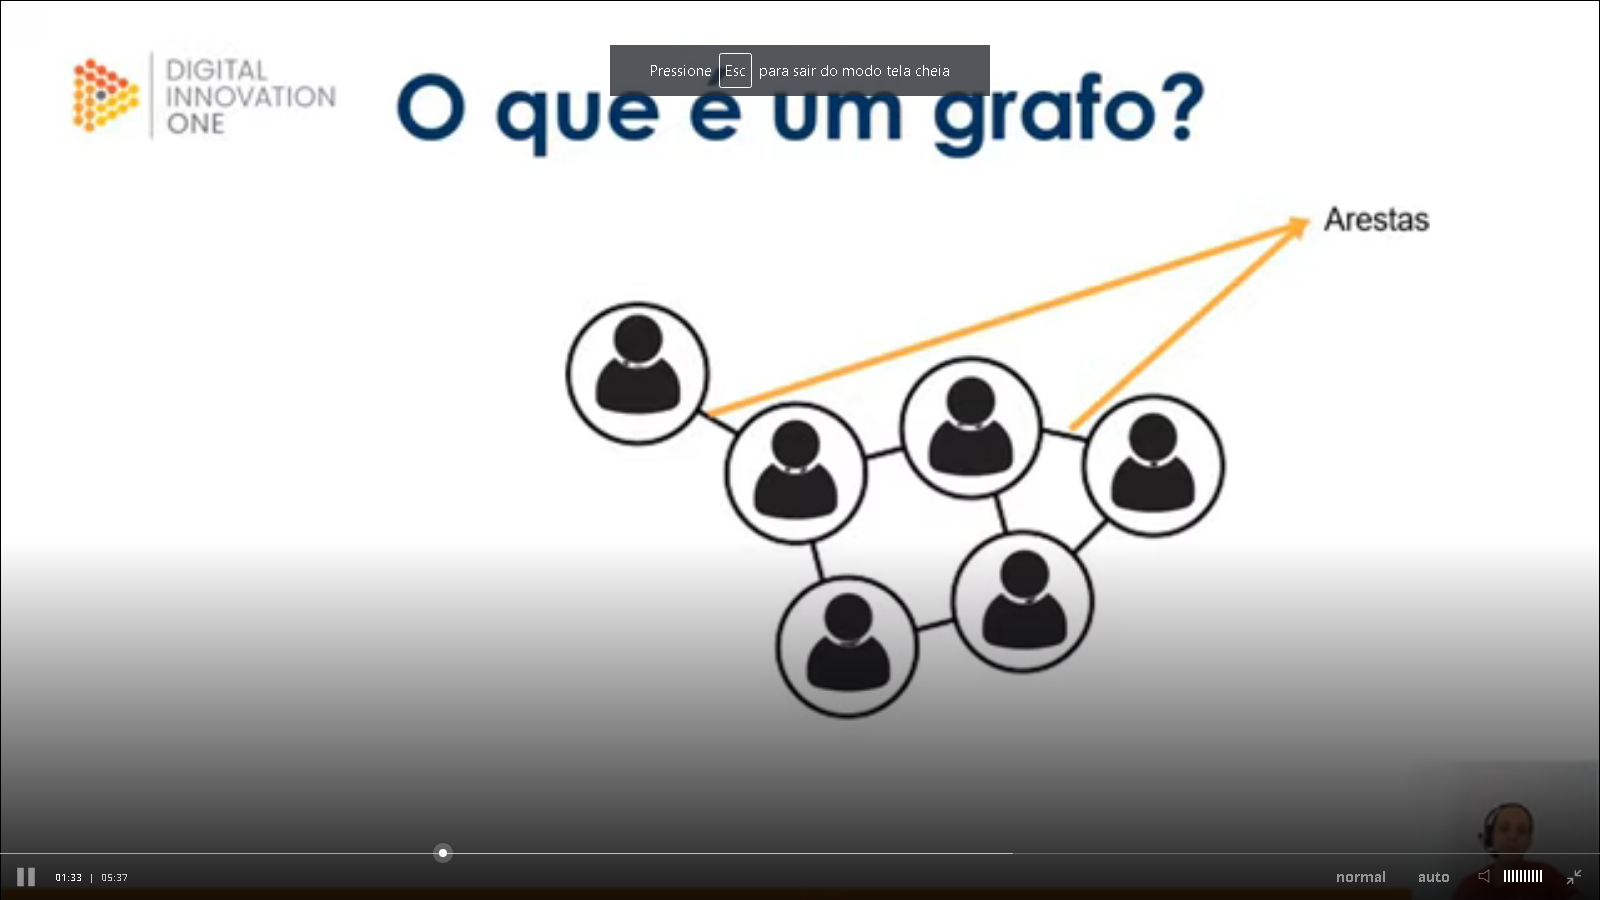 DIGITAL
INNOVATION
ONE
Pressione Esc para sair do modo tela cheia
O que é um grafo?
Arestas
01:33 | 05:37
normal auto